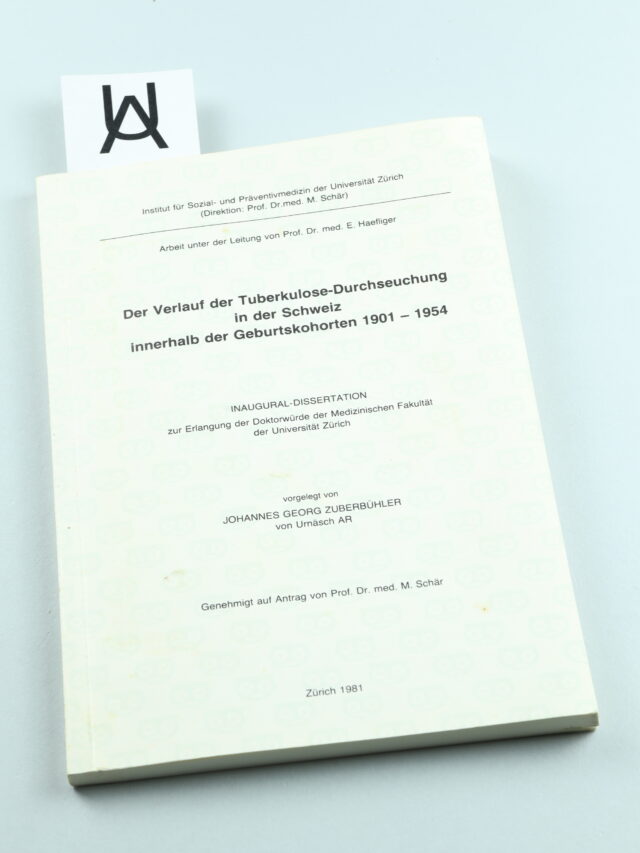 UA
Institut für Sozial- und Präventivmedizin der Universität Zürich
(Direktion: Prof. Dr.med. M. Schär)
Arbeit unter der Leitung von Prof. Dr. med. E. Haefliger
Der Verlauf der Tuberkulose-Durchseuchung
in der Schweiz
innerhalb der Geburtskohorten 1901 – 1954
INAUGURAL-DISSERTATION
zur Erlangung der Doktorwürde der Medizinischen Fakultät
der Universität Zürich
vorgelegt von
JOHANNES GEORG ZUBERBÜHLER
von Urnäsch AR
Genehmigt auf Antrag von Prof. Dr. med. M. Schär
Zürich 1981